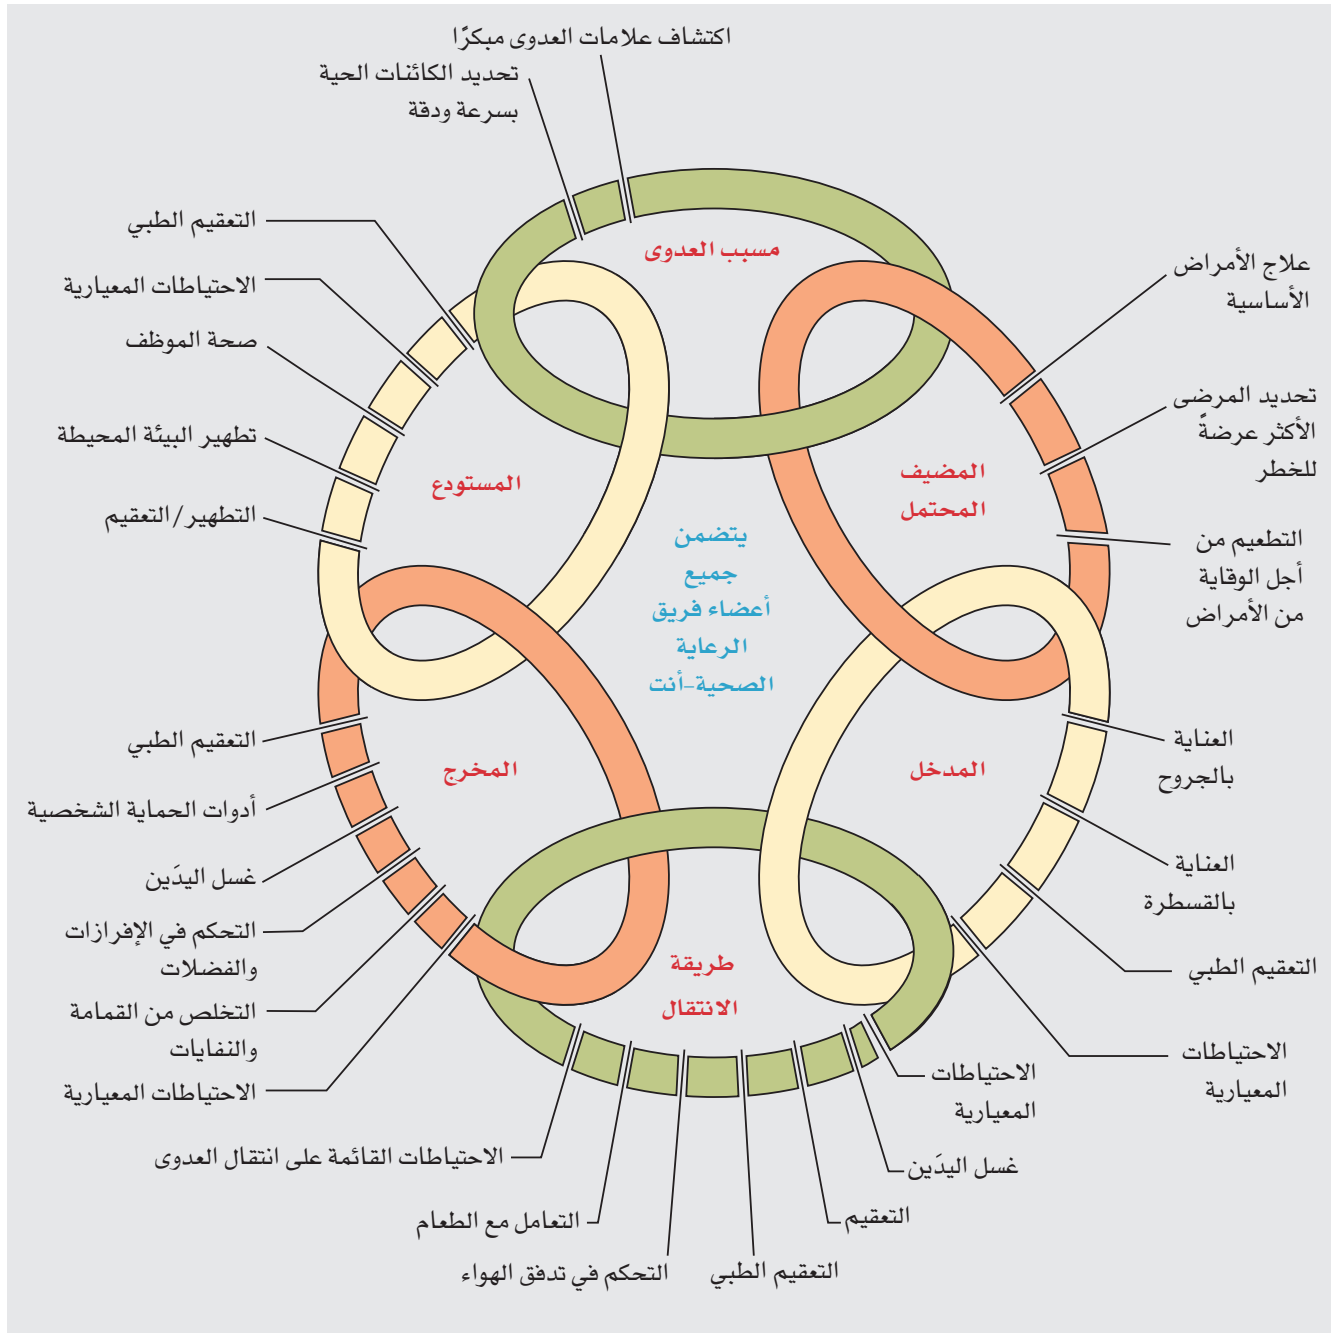 اكتشاف علامات العدوى مبكرًا
تحديد الكائنات الحية
بسرعة ودقة
مسبب العدوى
علاج الأمراض
الأساسية
تحديد المرضى
الأكثر عرضةً
للخطر
التطعيم من
أجل الوقاية
من الأمراض
المضيف
المحتمل
العناية
بالجروح
العناية
بالقسطرة
التعقيم الطبي
الاحتياطات
المعيارية
المدخل
الاحتياطات
المعيارية
غسل اليدَين
التعقيم
التعقيم الطبي
التحكم في تدفق الهواء
التعامل مع الطعام
الاحتياطات القائمة على انتقال العدوى
طريقة
الانتقال
التعقيم الطبي
أدوات الحماية الشخصية
غسل اليدَين
التحكم في الإفرازات
والفضلات
التخلص من القمامة
والنفايات
الاحتياطات المعيارية
المخرج
التعقيم الطبي
الاحتياطات المعيارية
صحة الموظف
تطهير البيئة المحيطة
التطهير/التعقيم
المستودع
يتضمن
جميع
أعضاء فريق
الرعاية
الصحية-أنت